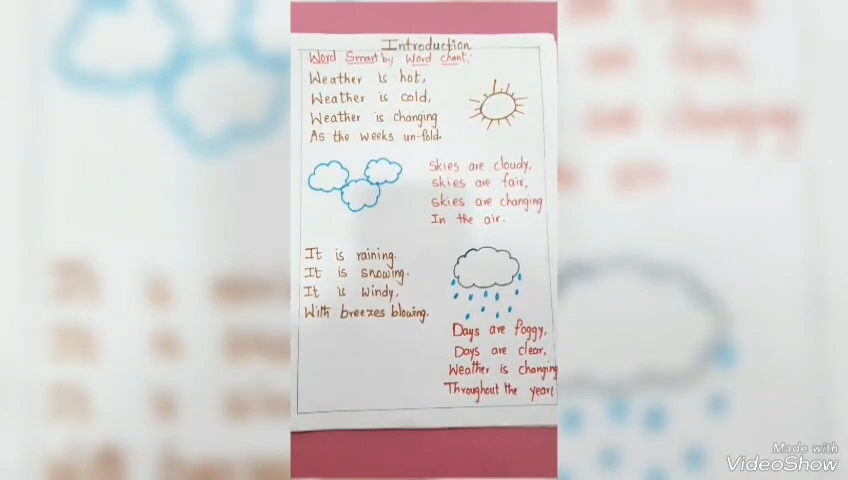 Introduction
Word Smart by Word chant:
Weather is hot,
Weather is cold,
Weather is changing
As the weeks un-fold.
Skies are cloudy,
skies are fair,
skies are changing
In the air.
It is raining.
It is snowing.
It is windy.
With breezes blowing.
Days are foggy,
Days are clear,
Weather is changing
Throughout the year!
Made with
VideoShow